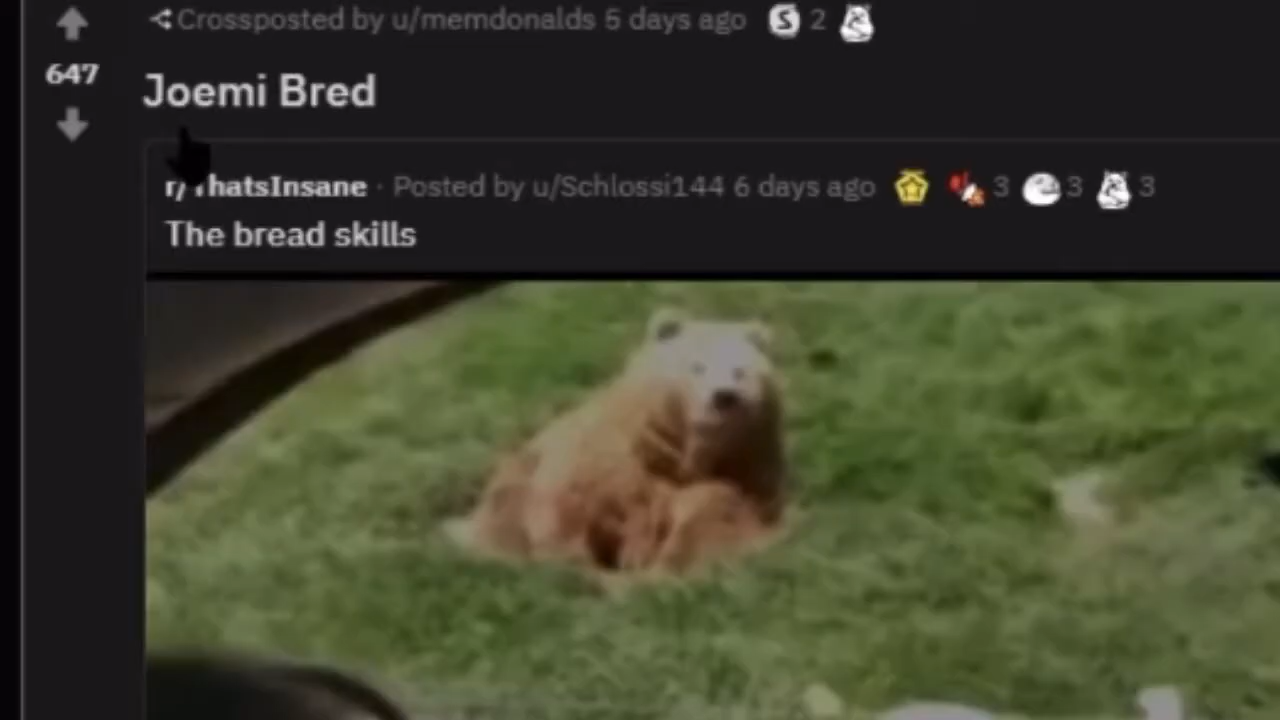 Crossposted by u/memdonalds 5 days ago 2
647
Joemi Bred
r/ThatsInsane · Posted by u/Schlossi144 6 days ago 3 3 3
The bread skills